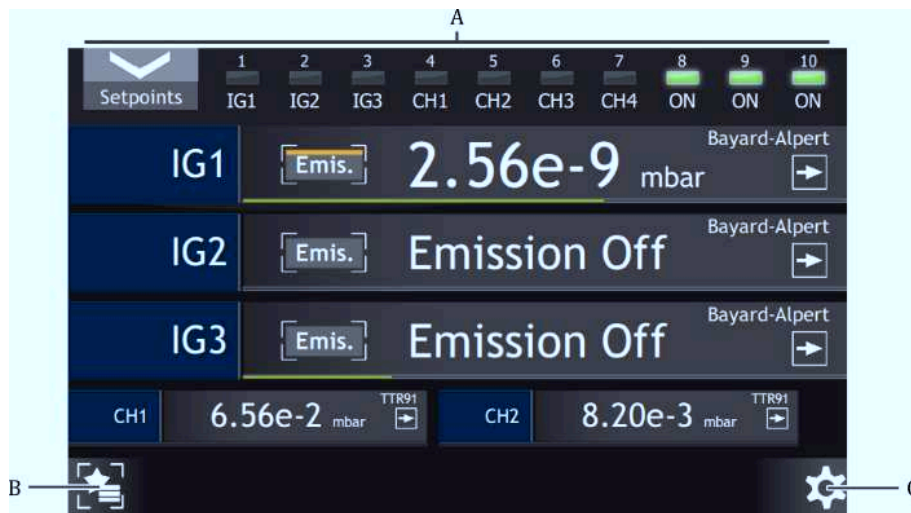 A
1 2 3 4 5 6 7 8 9 10
Setpoints IG1 IG2 IG3 CH1 CH2 CH3 CH4 ON ON ON
Bayard-Alpert
IG1 Emis. 2.56e-9 mbar
Bayard-Alpert
IG2 Emis. Emission Off
Bayard-Alpert
IG3 Emis. Emission Off
TTR91 TTR91
CH1 6.56e-2 mbar CH2 8.20e-3 mbar
B